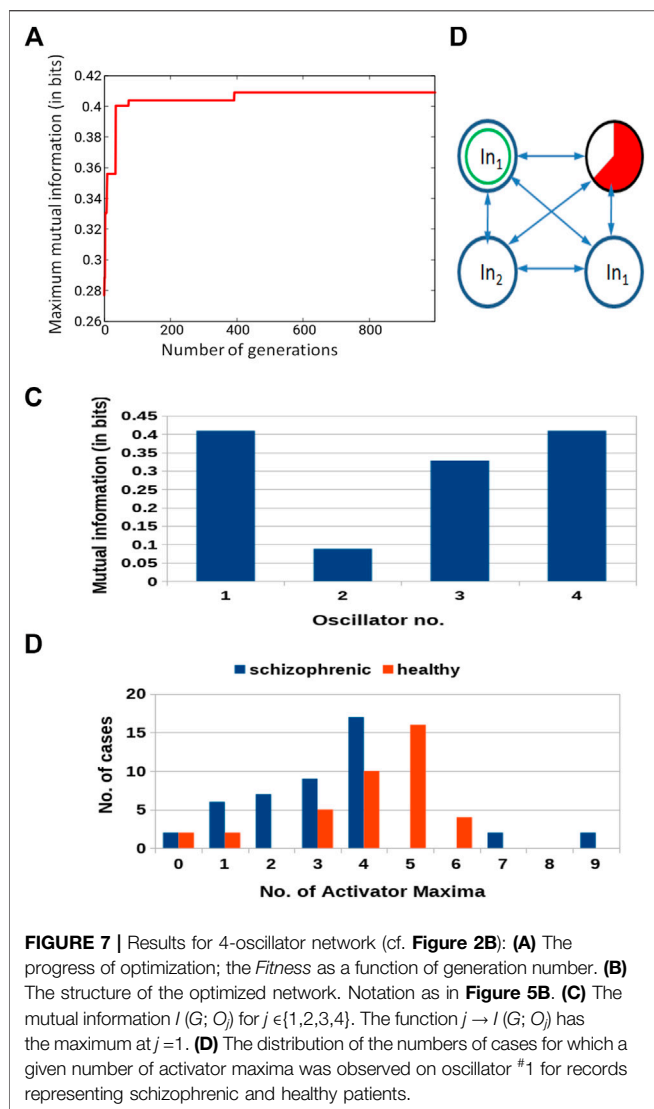 A
D
Maximum mutual information (in bits)
0.42
0.4
0.38
0.36
0.34
0.32
0.3
0.28
0.26
0
200
400
600
800
Number of generations
In1
In2
In1
C
Mutual information (in bits)
0.45
0.4
0.35
0.3
0.25
0.2
0.15
0.1
0.05
0
1
2
3
4
Oscillator no.
D
schizophrenic
healthy
No. of cases
20
15
10
5
0
0
1
2
3
4
5
6
7
8
9
No. of Activator Maxima
FIGURE 7 | Results for 4-oscillator network (cf. Figure 2B): (A) The
progress of optimization; the Fitness as a function of generation number. (B)
The structure of the optimized network. Notation as in Figure 5B. (C) The
mutual information I (G; Oj) for j ϵ{1,2,3,4}. The function j → I (G; Oj) has
the maximum at j =1. (D) The distribution of the numbers of cases for which a
given number of activator maxima was observed on oscillator #1 for records
representing schizophrenic and healthy patients.